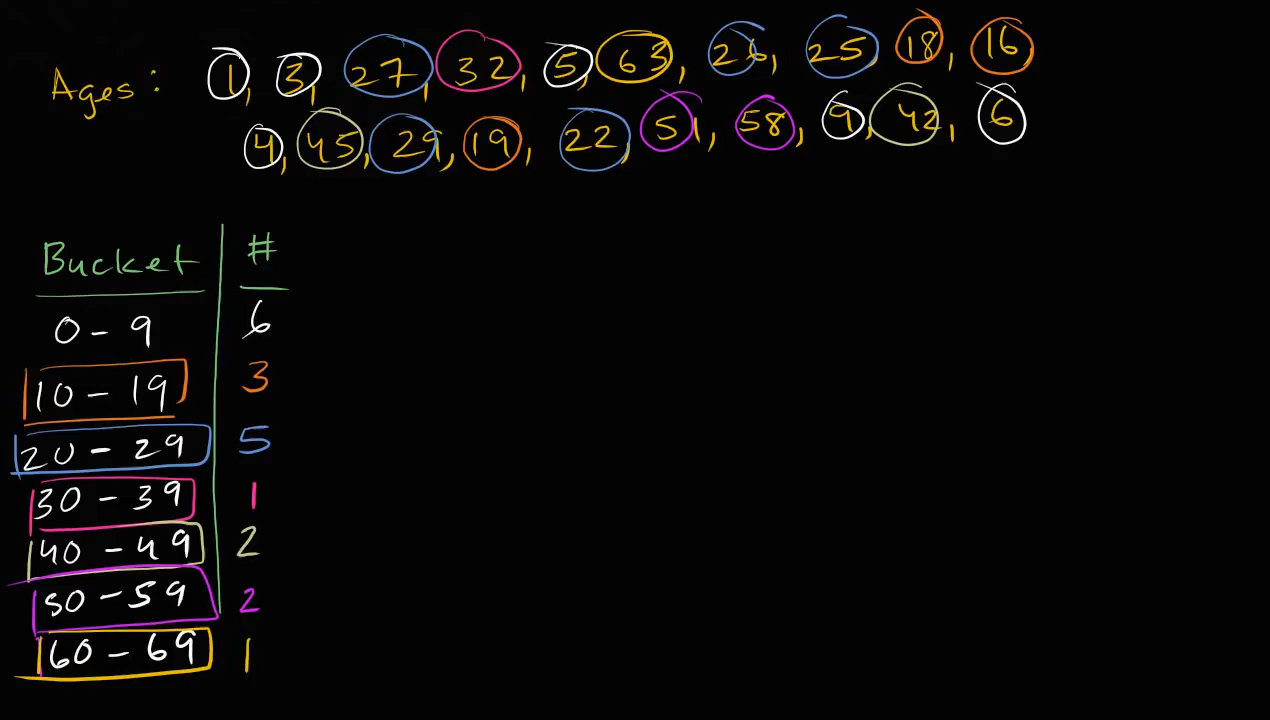 Ages: 1, 3, 27, 32, 5, 63, 26, 25, 18, 16,
4, 45, 29, 19, 22, 51, 58, 9, 42, 6
Bucket #
0 - 9 6
10 - 19 3
20 - 29 5
30 - 39 1
40 - 49 2
50 - 59 2
60 - 69 1